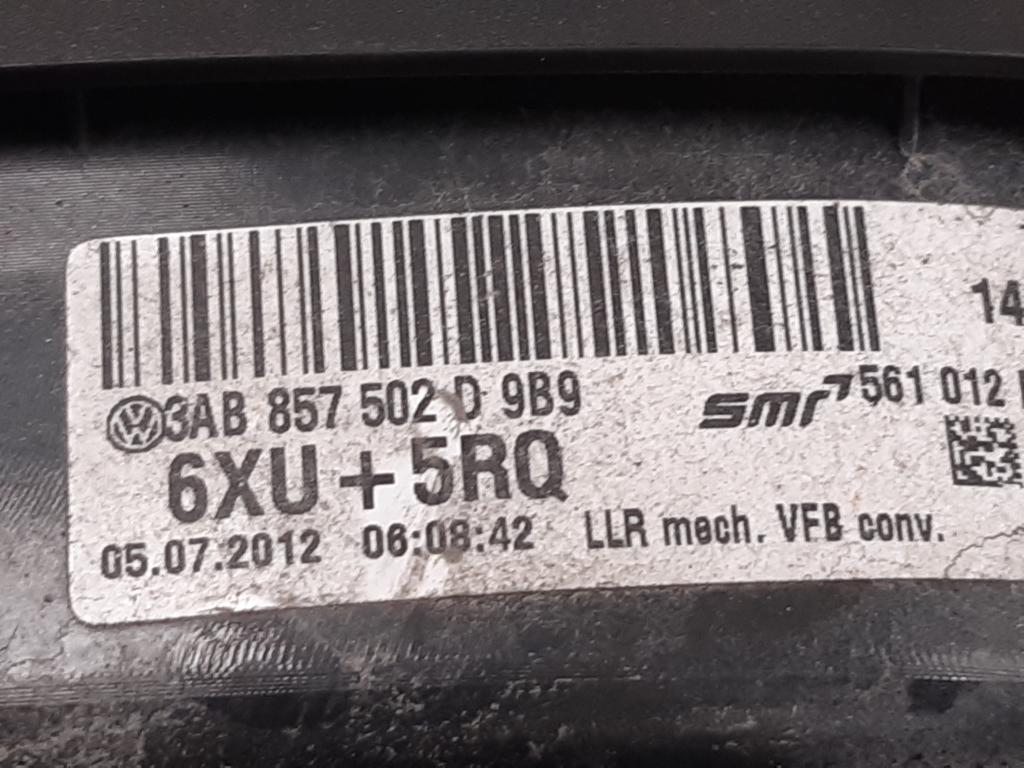 14
3AB 857 502 D 9B9
smr 561 012
6XU + 5RQ
05.07.2012 06:08:42 LLR mech. VFB conv.